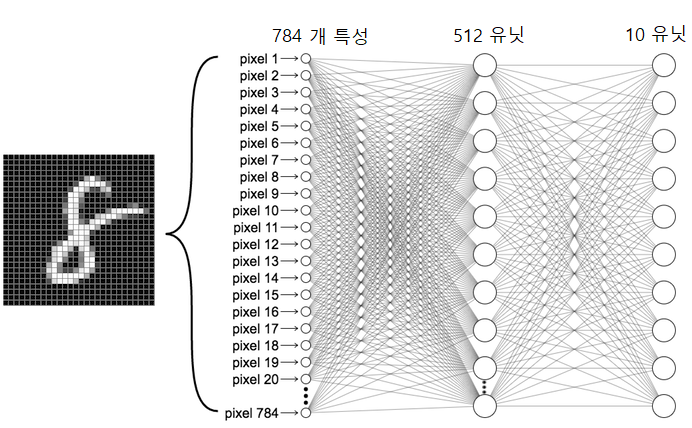 784 개 특성
512 유닛
10 유닛
pixel 1
pixel 2
pixel 3
pixel 4
pixel 5
pixel 6
pixel 7
pixel 8
pixel 9
pixel 10
pixel 11
pixel 12
pixel 13
pixel 14
pixel 15
pixel 16
pixel 17
pixel 18
pixel 19
pixel 20
pixel 784